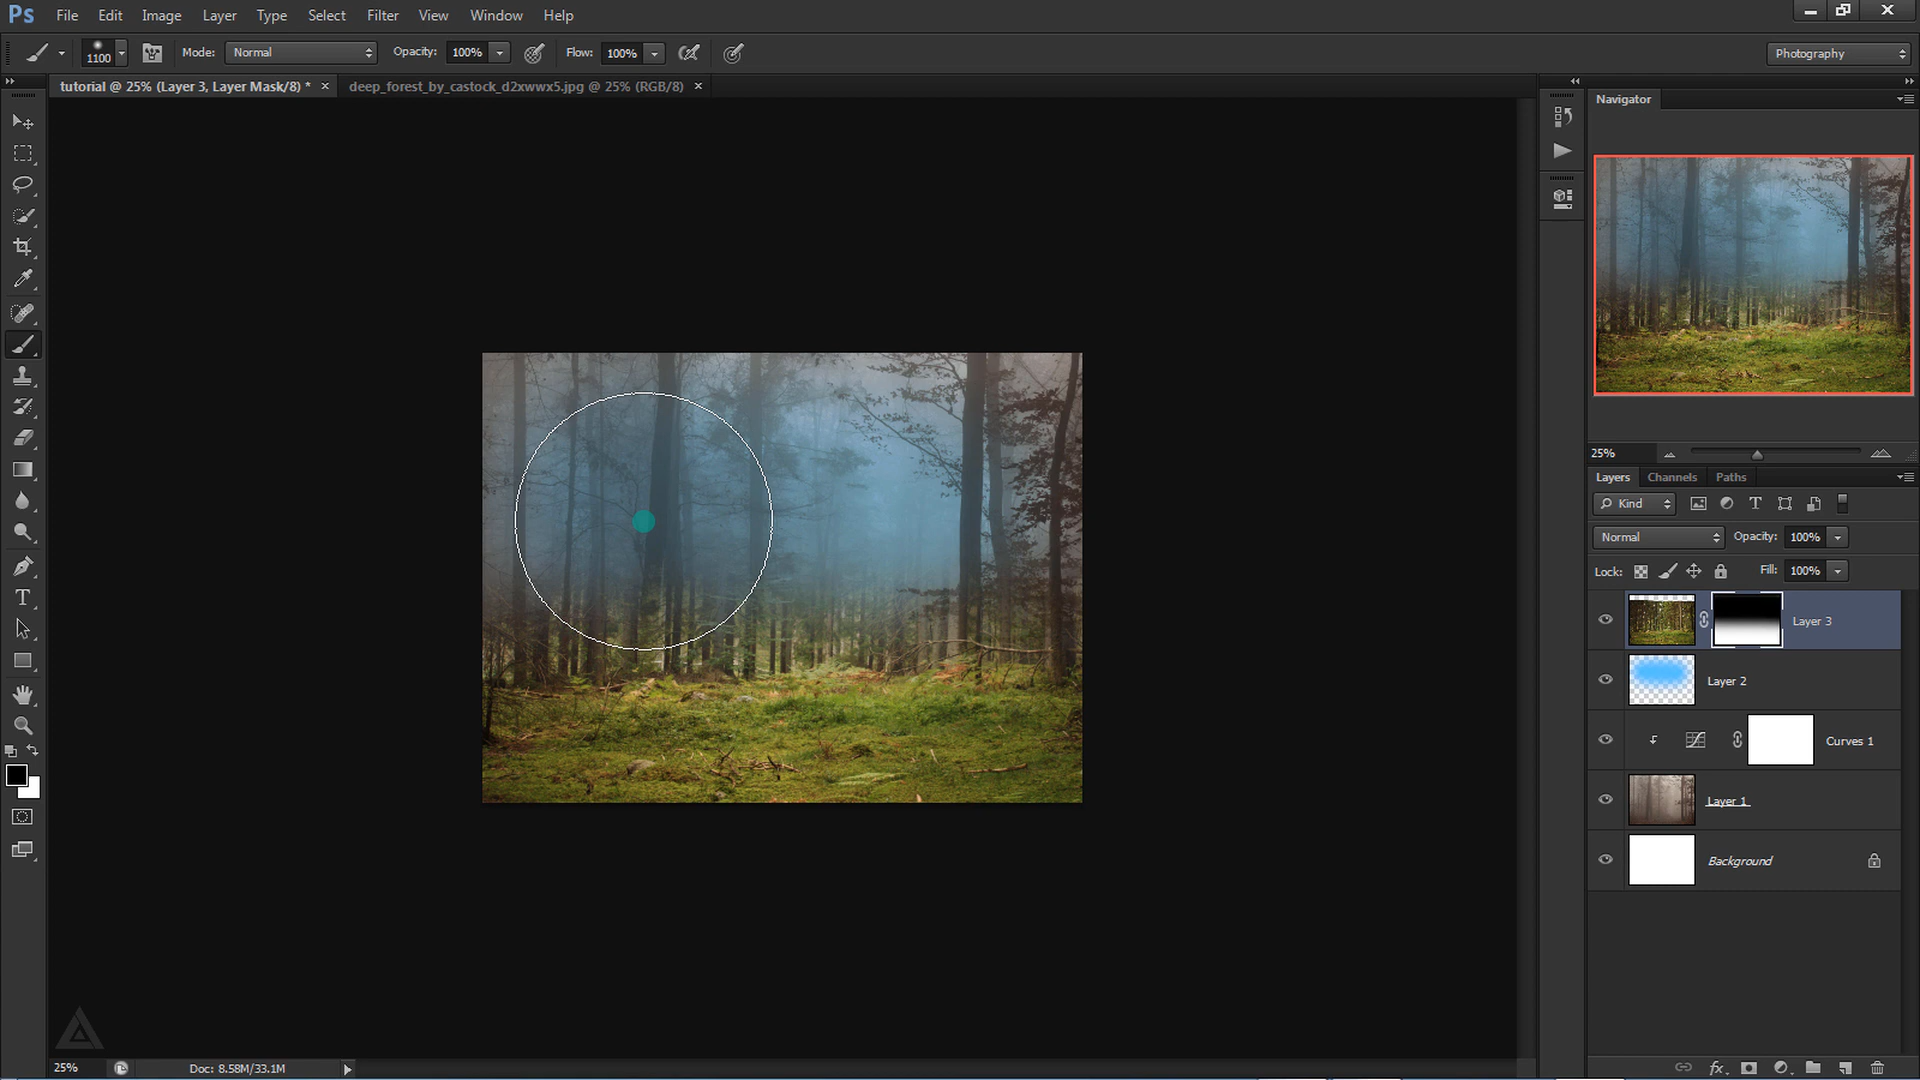 Ps File Edit Image Layer Type Select Filter View Window Help
1100 Mode: Normal Opacity: 100% Flow: 100% Photography
tutorial @ 25% (Layer 3, Layer Mask/8) * × deep_forest_by_castock_d2xwwx5.jpg @ 25% (RGB/8) ×
Navigator
25%
Layers Channels Paths
Kind
Normal Opacity: 100%
Lock: Fill: 100%
Layer 3
Layer 2
Curves 1
Layer 1
Background
25% Doc: 8.58M/33.1M
fx